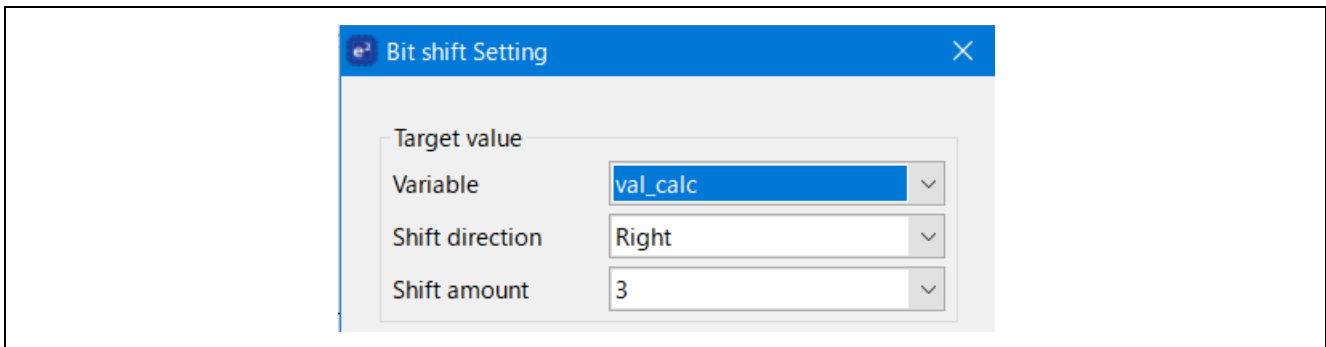 e² Bit shift Setting
Target value
Variable val_calc
Shift direction Right
Shift amount 3